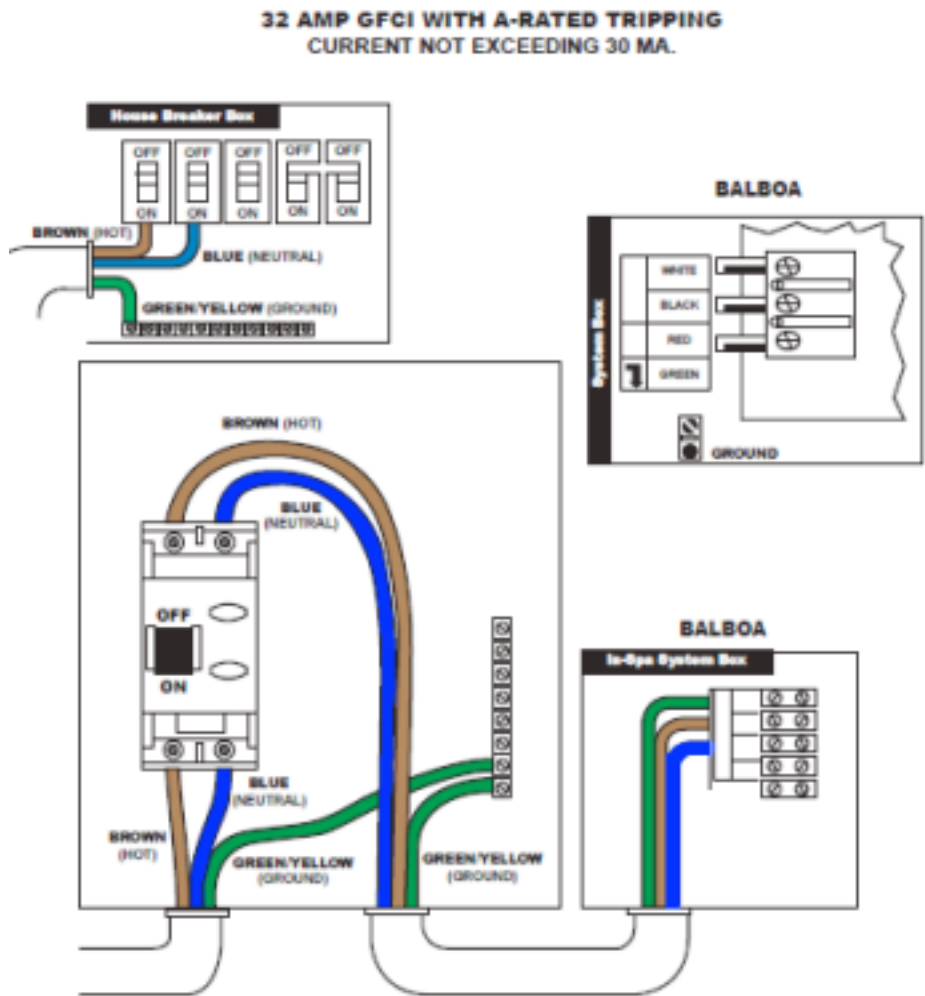 32 AMP GFCI WITH A-RATED TRIPPING
CURRENT NOT EXCEEDING 30 MA.
House Breaker Box
OFF OFF OFF OFF OFF
ON ON ON ON ON
BROWN (HOT)
BLUE (NEUTRAL)
GREEN/YELLOW (GROUND)
BALBOA
System Box
WHITE
BLACK
RED
GREEN
GROUND
BROWN (HOT)
BLUE
(NEUTRAL)
OFF
ON
BLUE
(NEUTRAL)
BROWN
(HOT)
GREEN/YELLOW
(GROUND)
GREEN/YELLOW
(GROUND)
BALBOA
In-Spa System Box